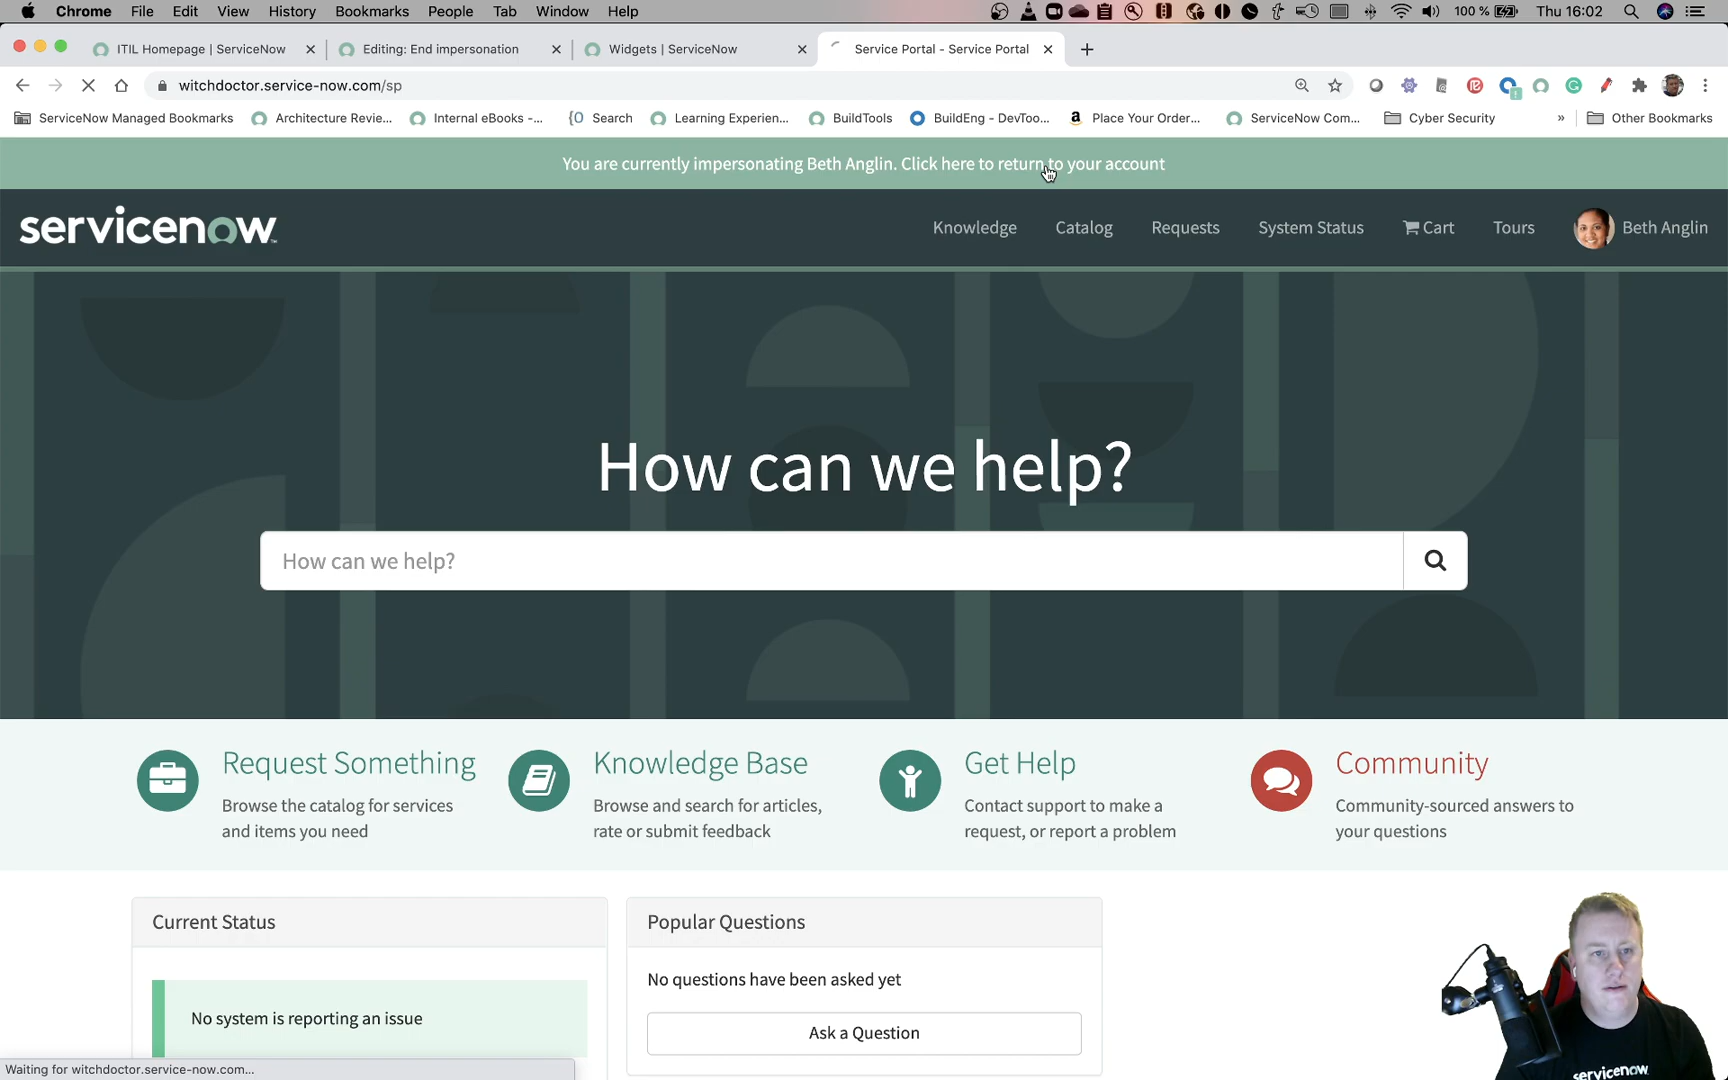 Chrome File Edit View History Bookmarks People Tab Window Help 100 % Thu 16:02
ITIL Homepage | ServiceNow Editing: End impersonation Widgets | ServiceNow Service Portal - Service Portal
witchdoctor.service-now.com/sp
ServiceNow Managed Bookmarks Architecture Revie... Internal eBooks -... Search Learning Experien... BuildTools BuildEng - DevToo... Place Your Order... ServiceNow Com... Cyber Security » Other Bookmarks
You are currently impersonating Beth Anglin. Click here to return to your account
servicenow Knowledge Catalog Requests System Status Cart Tours Beth Anglin
How can we help?
How can we help?
Request Something Knowledge Base Get Help Community
Browse the catalog for services Browse and search for articles, Contact support to make a Community-sourced answers to
and items you need rate or submit feedback request, or report a problem your questions
Current Status Popular Questions
No questions have been asked yet
No system is reporting an issue
Ask a Question
Waiting for witchdoctor.service-now.com...
servicenow